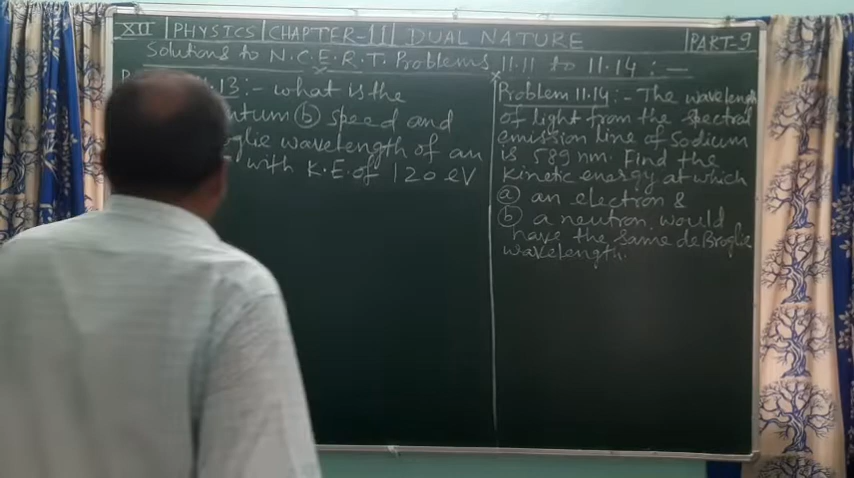 XII PHYSICS CHAPTER-11 DUAL NATURE PART-9
Solutions to N.C.E.R.T. Problems 11.11 to 11.14 :-
13:- what is the
ntum (b) speed and
glie wavelength of an
with K.E. of 120 eV
Problem 11.14 :- The wavelength
of light from the spectral
emission line of Sodium
is 589 nm. Find the
kinetic energy at which
(a) an electron &
(b) a neutron would
have the same deBroglie
wavelength.